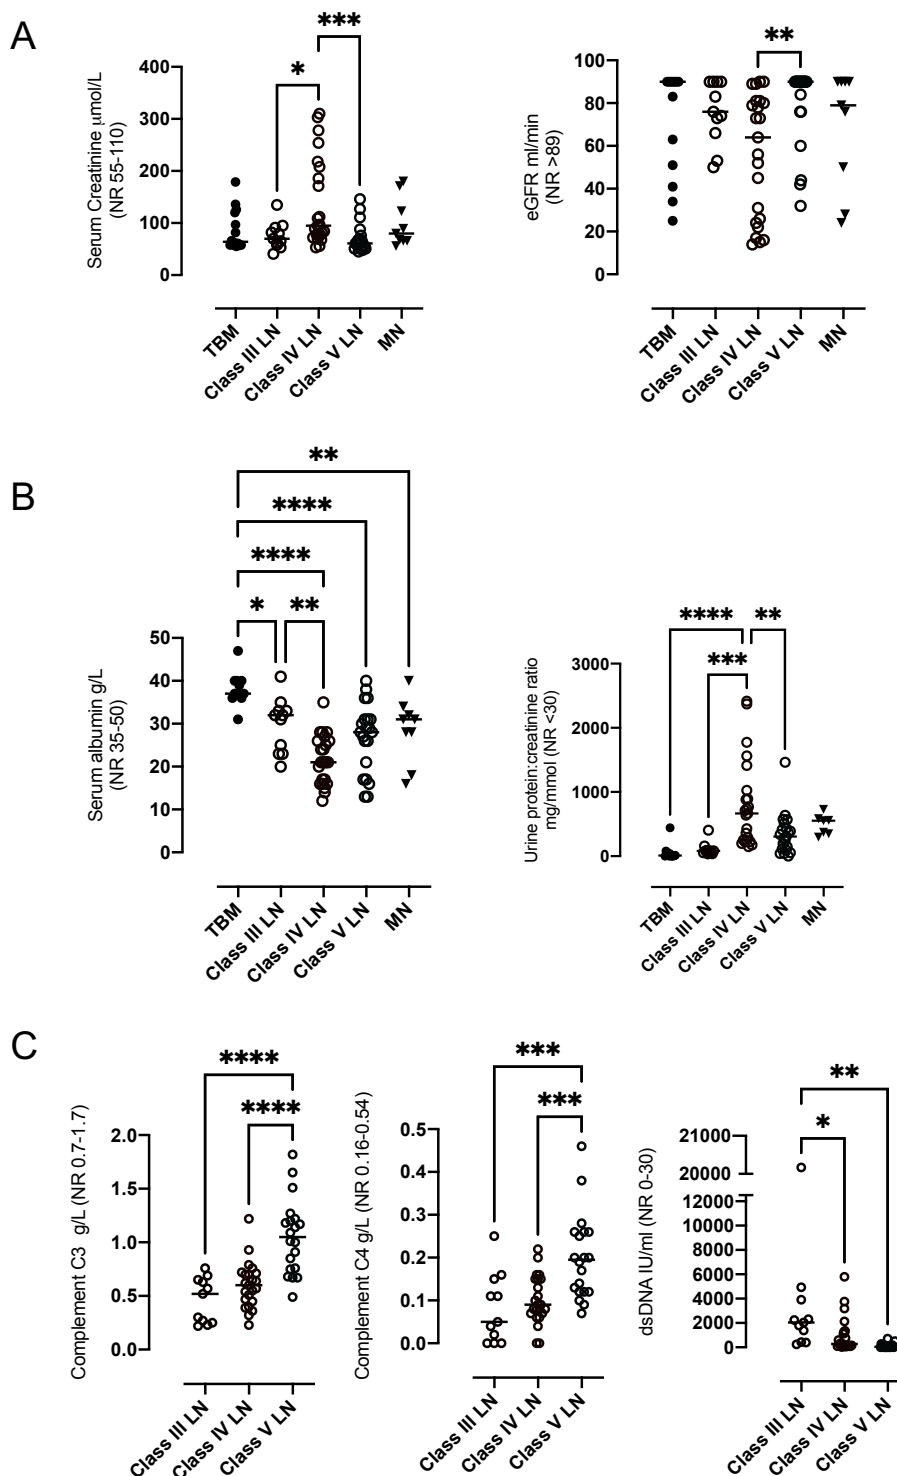 A
Serum Creatinine μmol/L
(NR 55-110)
400
300
200
100
0
*
***
TBM
Class III LN
Class IV LN
Class V LN
MN
eGFR ml/min
(NR >89)
100
80
60
40
20
0
**
TBM
Class III LN
Class IV LN
Class V LN
MN
B
Serum albumin g/L
(NR 35-50)
50
40
30
20
10
0
**
****
****
*
**
TBM
Class III LN
Class IV LN
Class V LN
MN
Urine protein:creatinine ratio
mg/mmol (NR <30)
3000
2000
1000
0
****
**
***
TBM
Class III LN
Class IV LN
Class V LN
MN
C
Complement C3 g/L (NR 0.7-1.7)
2.0
1.5
1.0
0.5
0.0
****
****
Class III LN
Class IV LN
Class V LN
Complement C4 g/L (NR 0.16-0.54)
0.5
0.4
0.3
0.2
0.1
0.0
***
***
Class III LN
Class IV LN
Class V LN
dsDNA IU/ml (NR 0-30)
21000
20000
12000
10000
8000
6000
4000
2000
0
**
*
Class III LN
Class IV LN
Class V LN